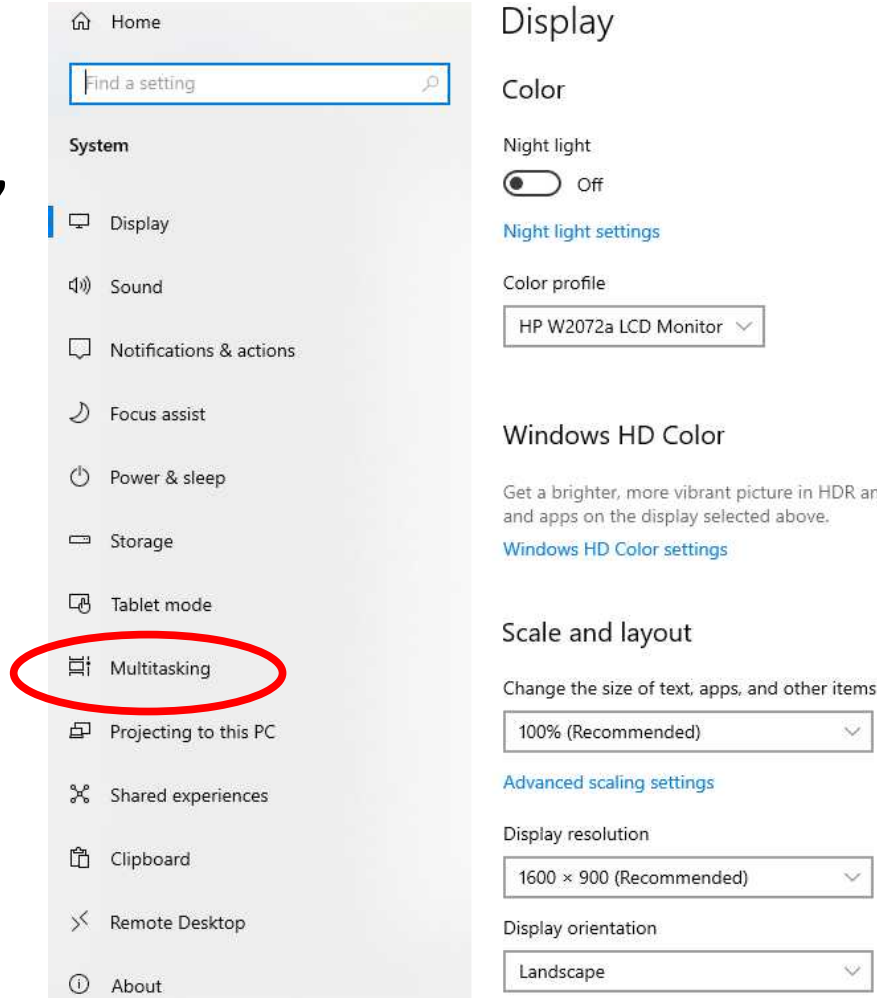 Home
Find a setting
System
Display
Sound
Notifications & actions
Focus assist
Power & sleep
Storage
Tablet mode
Multitasking
Projecting to this PC
Shared experiences
Clipboard
Remote Desktop
About
Display
Color
Night light
Off
Night light settings
Color profile
HP W2072a LCD Monitor
Windows HD Color
Get a brighter, more vibrant picture in HDR
and apps on the display selected above.
Windows HD Color settings
Scale and layout
Change the size of text, apps, and other items
100% (Recommended)
Advanced scaling settings
Display resolution
1600 × 900 (Recommended)
Display orientation
Landscape